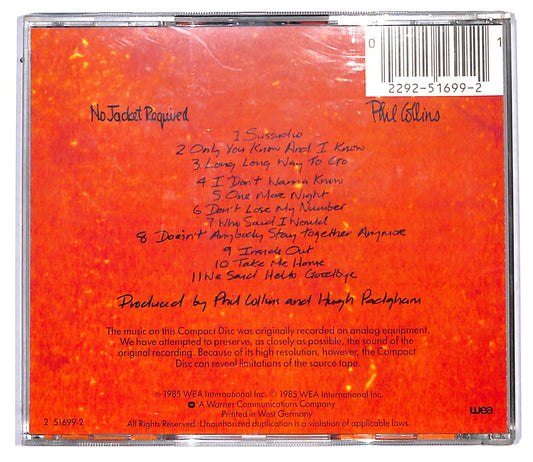 0 1
2292-51699-2
No Jacket Required Phil Collins
1 Sussudio
2 Only You Know And I Know
3 Long Long Way To Go
4 I Don't Wanna Know
5 One More Night
6 Don't Lose My Number
7 Who Said I Would
8 Doesn't Anybody Stay Together Anymore
9 Inside Out
10 Take Me Home
11 We Said Hello Goodbye
Produced by Phil Collins and Hugh Padgham
The music on this Compact Disc was originally recorded on analog equipment.
We have attempted to preserve, as closely as possible, the sound of the
original recording. Because of its high resolution, however, the Compact
Disc can reveal limitations of the source tape.
℗ 1985 WEA International Inc. © 1985 WEA International Inc.
A Warner Communications Company
Printed in West Germany
2 51699-2 All Rights Reserved. Unauthorized duplication is a violation of applicable laws.
wea